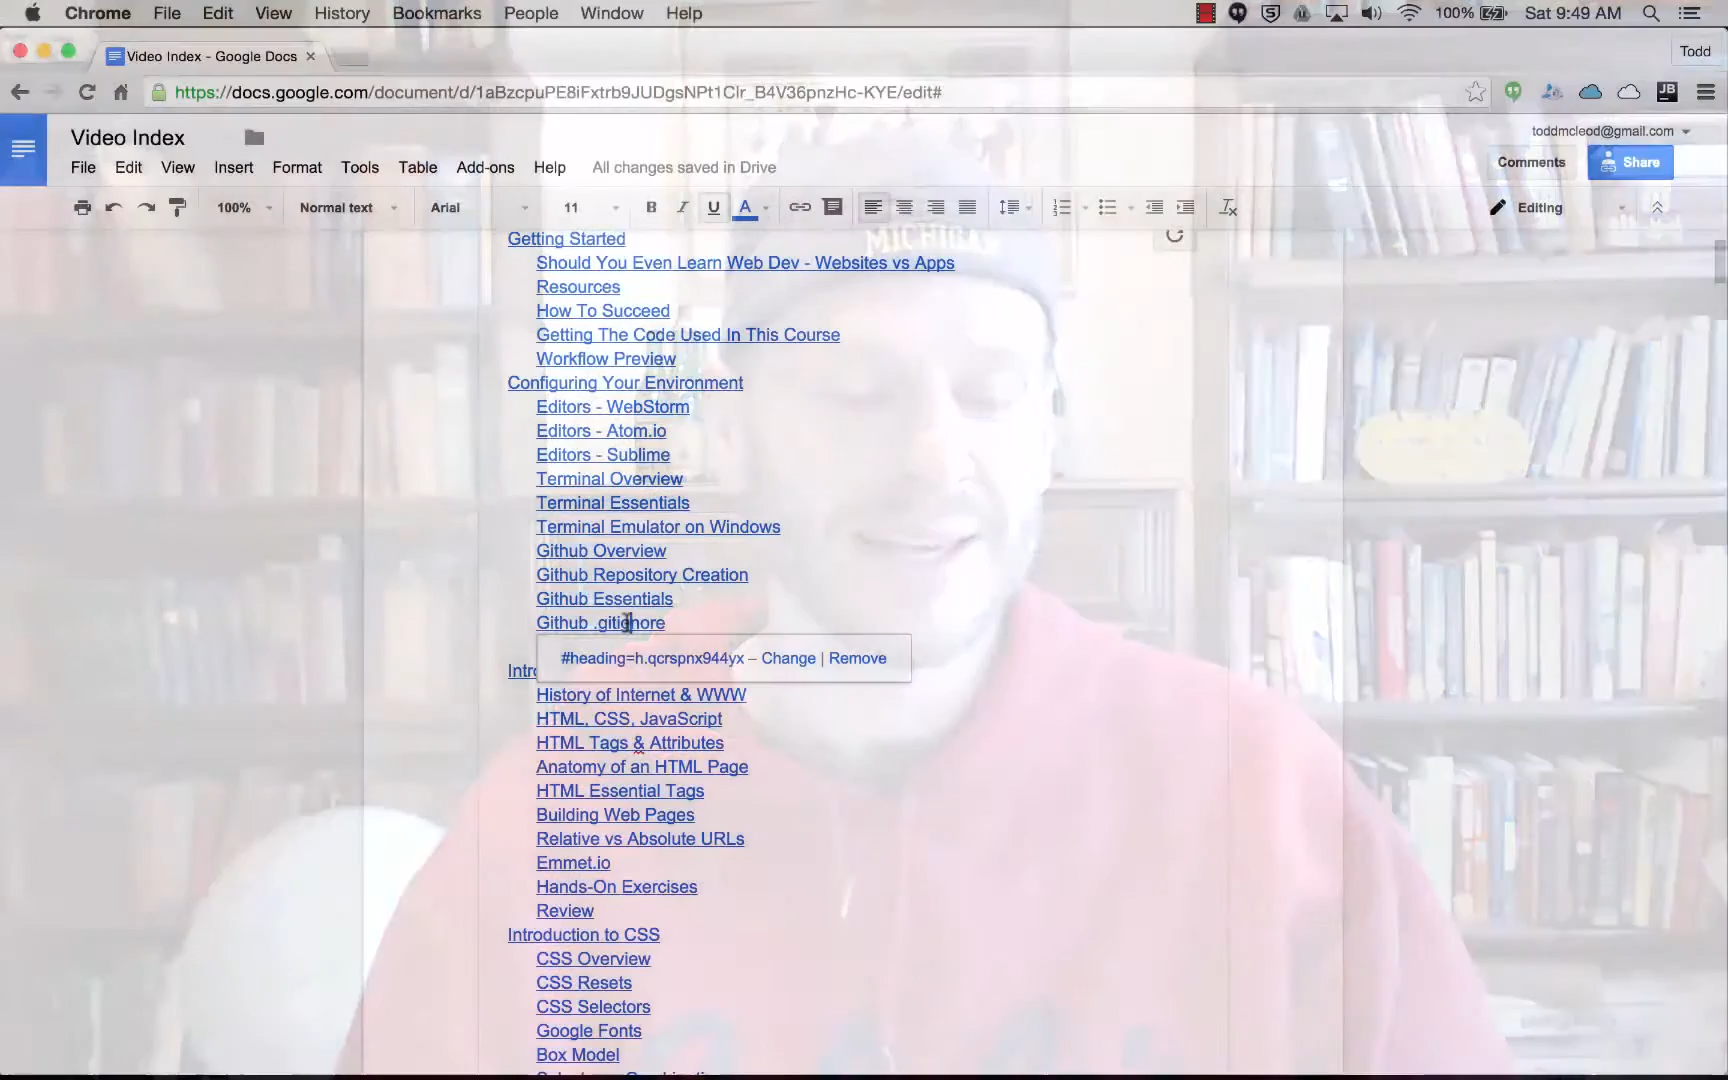 Chrome File Edit View History Bookmarks People Window Help 100% Sat 9:49 AM
Video Index - Google Docs Todd
https://docs.google.com/document/d/1aBzcpuPE8iFxtrb9JUDgsNPt1Clr_B4V36pnzHc-KYE/edit# JB
toddmcleod@gmail.com
Video Index
Comments Share
File Edit View Insert Format Tools Table Add-ons Help All changes saved in Drive
100% Normal text Arial 11 B I U A Editing
Getting Started
MICHIGAN
Should You Even Learn Web Dev - Websites vs Apps
Resources
How To Succeed
Getting The Code Used In This Course
Workflow Preview
Configuring Your Environment
Editors - WebStorm
Editors - Atom.io
Editors - Sublime
Terminal Overview
Terminal Essentials
Terminal Emulator on Windows
Github Overview
Github Repository Creation
Github Essentials
Github .gitignore
#heading=h.qcrspnx944yx – Change | Remove
History of Internet & WWW
HTML, CSS, JavaScript
HTML Tags & Attributes
Anatomy of an HTML Page
HTML Essential Tags
Building Web Pages
Relative vs Absolute URLs
Emmet.io
Hands-On Exercises
Review
Introduction to CSS
CSS Overview
CSS Resets
CSS Selectors
Google Fonts
Box Model